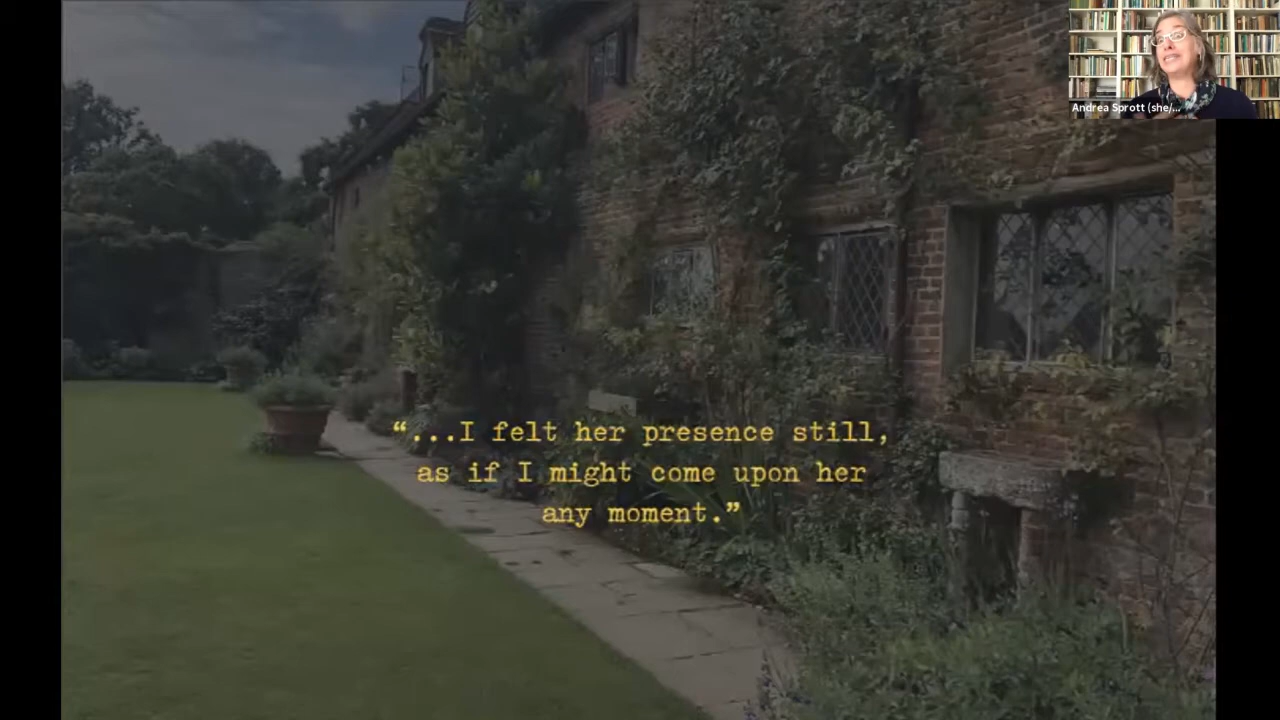 Andrea Sprott (she/...
“...I felt her presence still,
as if I might come upon her
any moment.”